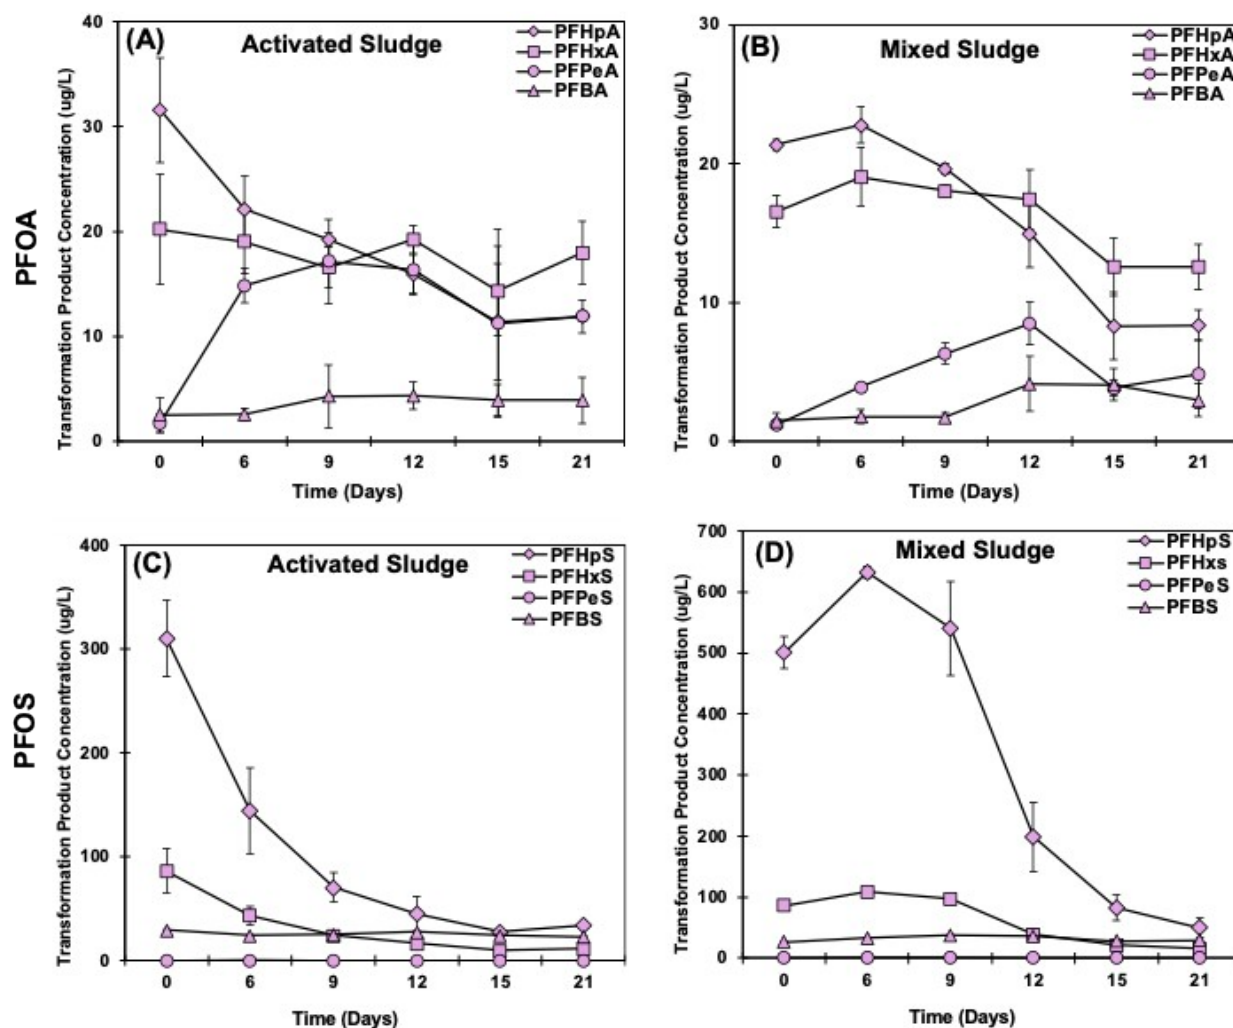 (A)
Activated Sludge
PFHpA
PFHxA
PFPeA
PFBA
Transformation Product Concentration (ug/L)
40
30
20
10
0
0 6 9 12 15 21
Time (Days)
PFOA
(B)
Mixed Sludge
PFHpA
PFHxA
PFPeA
PFBA
Transformation Product Concentration (ug/L)
30
20
10
0
0 6 9 12 15 21
Time (Days)
(C)
Activated Sludge
PFHpS
PFHxS
PFPeS
PFBS
Transformation Product Concentration (ug/L)
400
300
200
100
0
0 6 9 12 15 21
Time (Days)
PFOS
(D)
Mixed Sludge
PFHpS
PFHxs
PFPeS
PFBS
Transformation Product Concentration (ug/L)
700
600
500
400
300
200
100
0
0 6 9 12 15 21
Time (Days)